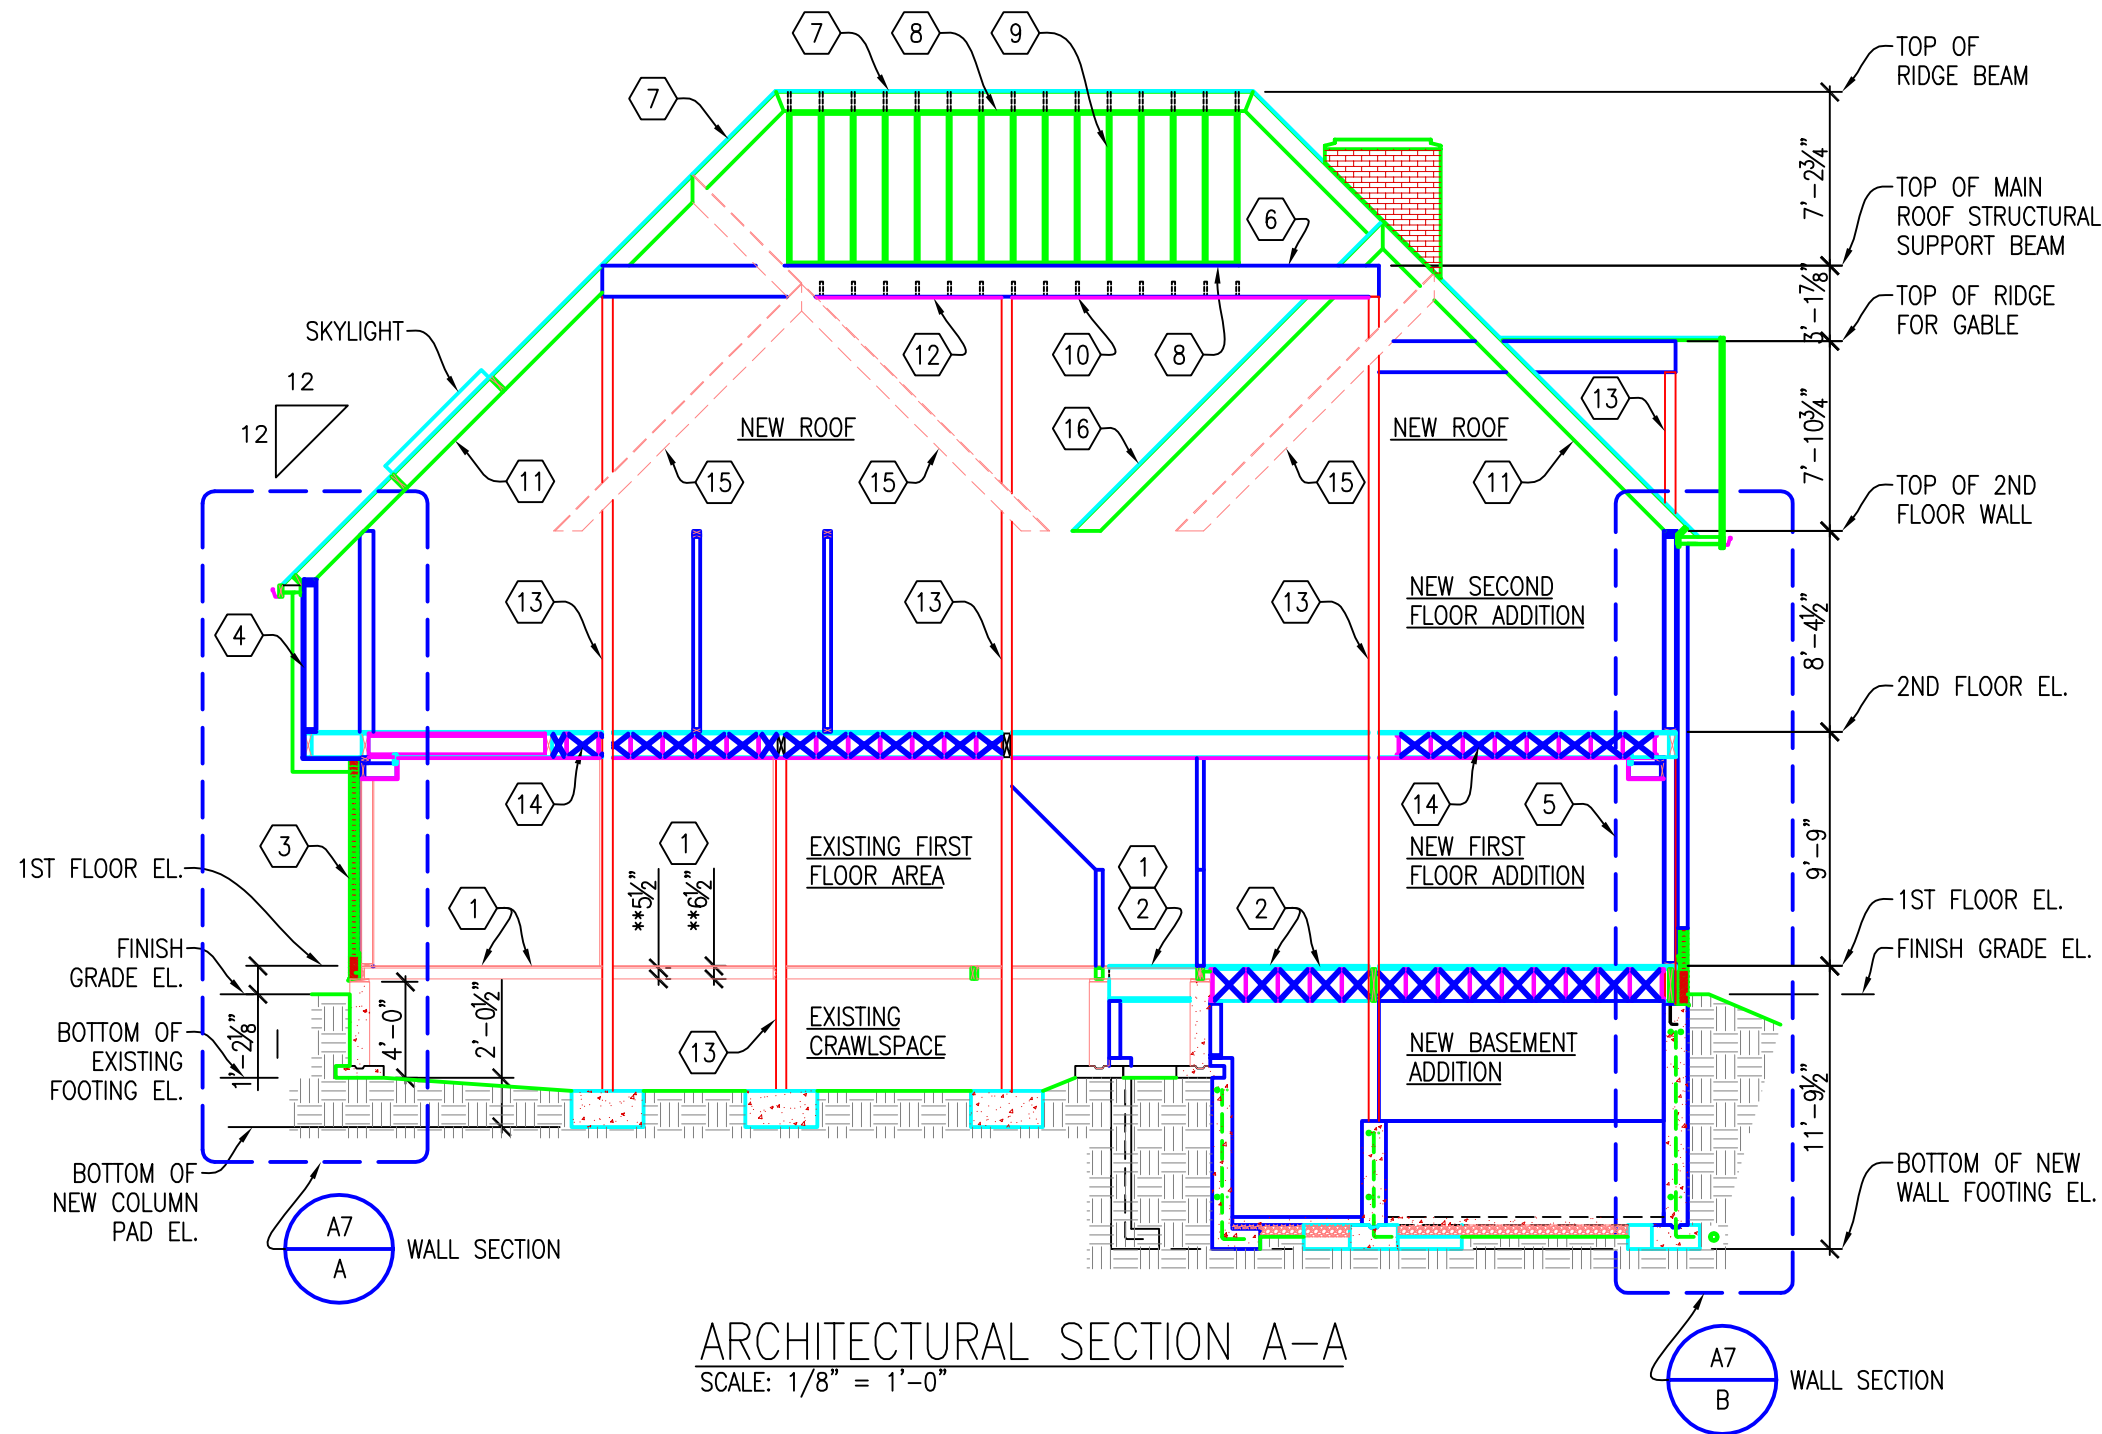 7
8
9
TOP OF
RIDGE BEAM
7
7'-2¾"
TOP OF MAIN
ROOF STRUCTURAL
SUPPORT BEAM
6
3'-1⅞"
TOP OF RIDGE
FOR GABLE
SKYLIGHT
12
10
8
12
12
13
16
NEW ROOF
NEW ROOF
7'-10¾"
11
15
15
15
11
TOP OF 2ND
FLOOR WALL
13
13
13
NEW SECOND
FLOOR ADDITION
4
8'-4½"
2ND FLOOR EL.
14
14
5
3
1
EXISTING FIRST
FLOOR AREA
1
2
NEW FIRST
FLOOR ADDITION
9'-9"
1ST FLOOR EL.
1
**5½"
**6½"
2
1ST FLOOR EL.
FINISH
GRADE EL.
FINISH GRADE EL.
1'-2⅛"
4'-0"
2'-0½"
EXISTING
CRAWLSPACE
13
NEW BASEMENT
ADDITION
BOTTOM OF
EXISTING
FOOTING EL.
11'-9½"
BOTTOM OF
NEW COLUMN
PAD EL.
BOTTOM OF NEW
WALL FOOTING EL.
A7
A
WALL SECTION
ARCHITECTURAL SECTION A-A
SCALE: 1/8" = 1'-0"
A7
B
WALL SECTION